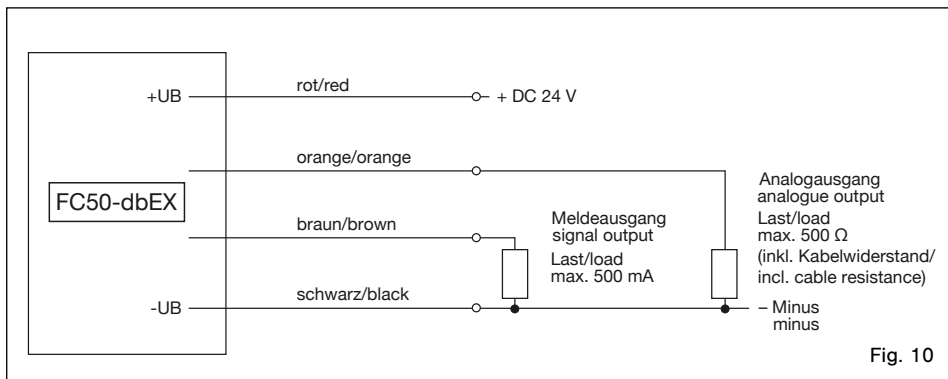 +UB
rot/red
+ DC 24 V
orange/orange
FC50-dbEX
braun/brown
Meldeausgang
signal output
Last/load
max. 500 mA
Analogausgang
analogue output
Last/load
max. 500 Ω
(inkl. Kabelwiderstand/
incl. cable resistance)
-UB
schwarz/black
– Minus
minus
Fig. 10